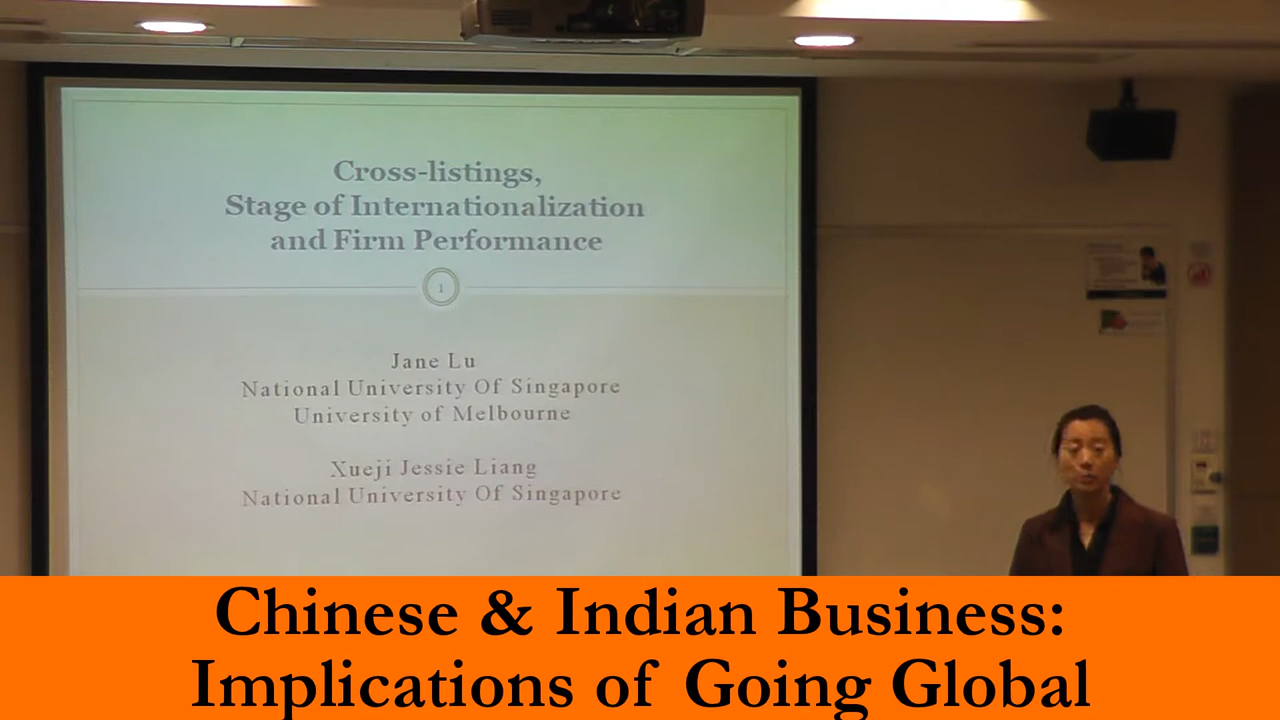 Cross-listings,
Stage of Internationalization
and Firm Performance
1
Jane Lu
National University Of Singapore
University of Melbourne
Xueji Jessie Liang
National University Of Singapore
Chinese & Indian Business:
Implications of Going Global